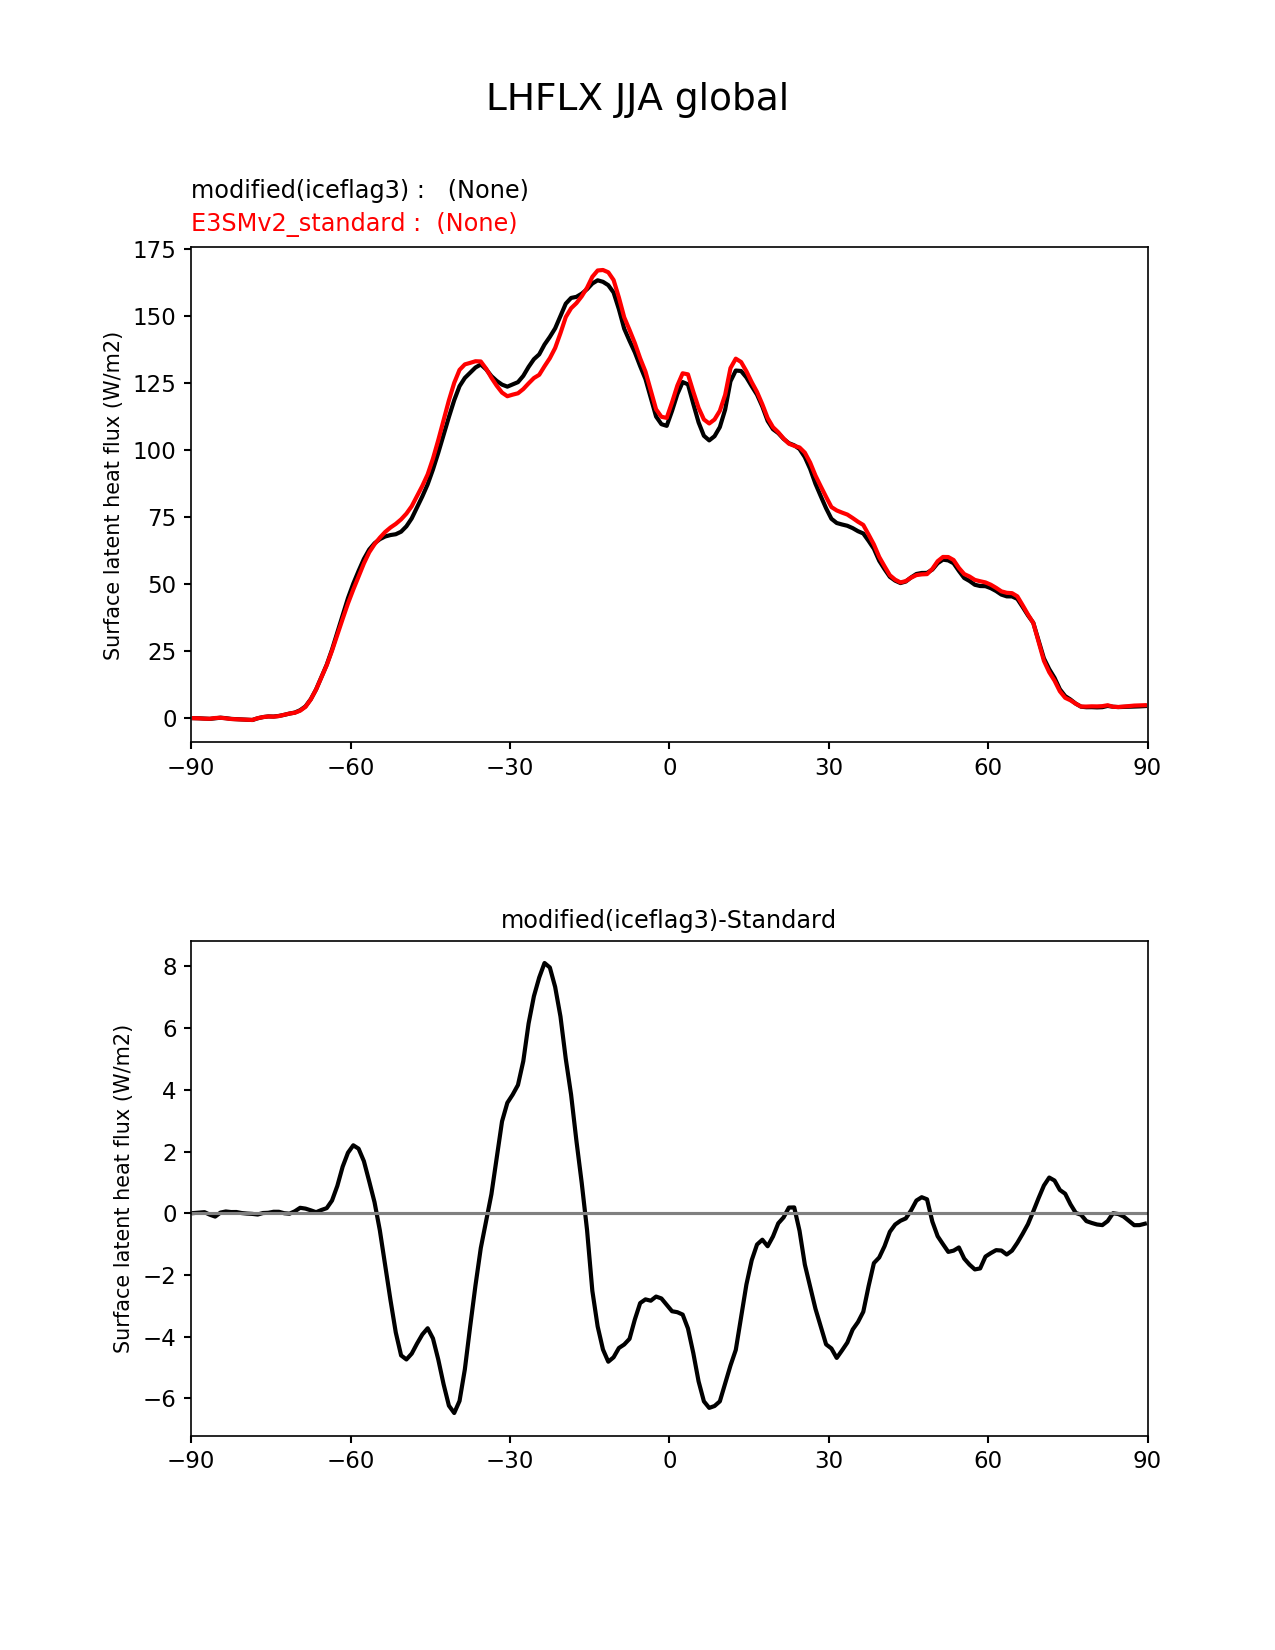 LHFLX JJA global
modified(iceflag3) :   (None)
E3SMv2_standard :  (None)
Surface latent heat flux (W/m2)
175
150
125
100
75
50
25
0
−90 −60 −30 0 30 60 90
modified(iceflag3)-Standard
Surface latent heat flux (W/m2)
8
6
4
2
0
−2
−4
−6
−90 −60 −30 0 30 60 90